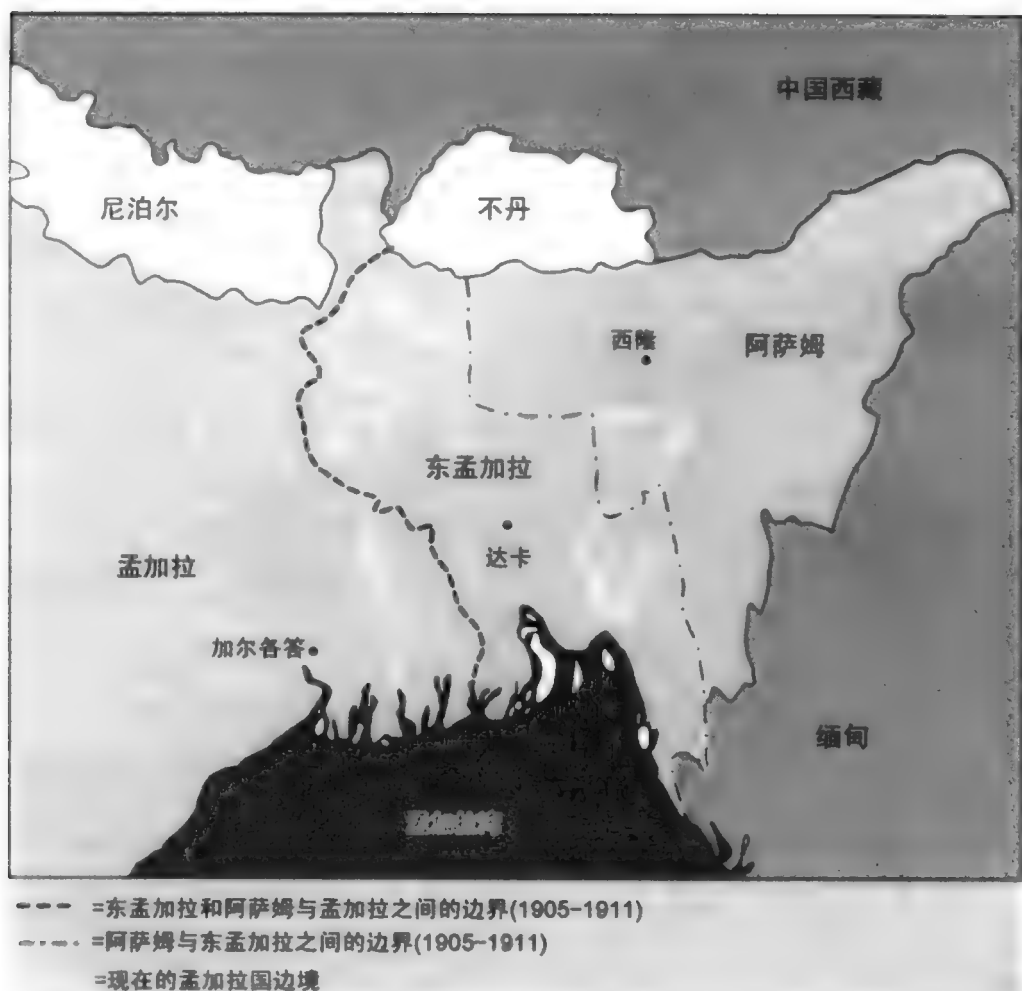 中国西藏
尼泊尔
不丹
西隆
阿萨姆
东孟加拉
达卡
孟加拉
加尔各答
缅甸
=东孟加拉和阿萨姆与孟加拉之间的边界(1905-1911)
=阿萨姆与东孟加拉之间的边界(1905-1911)
=现在的孟加拉国边境